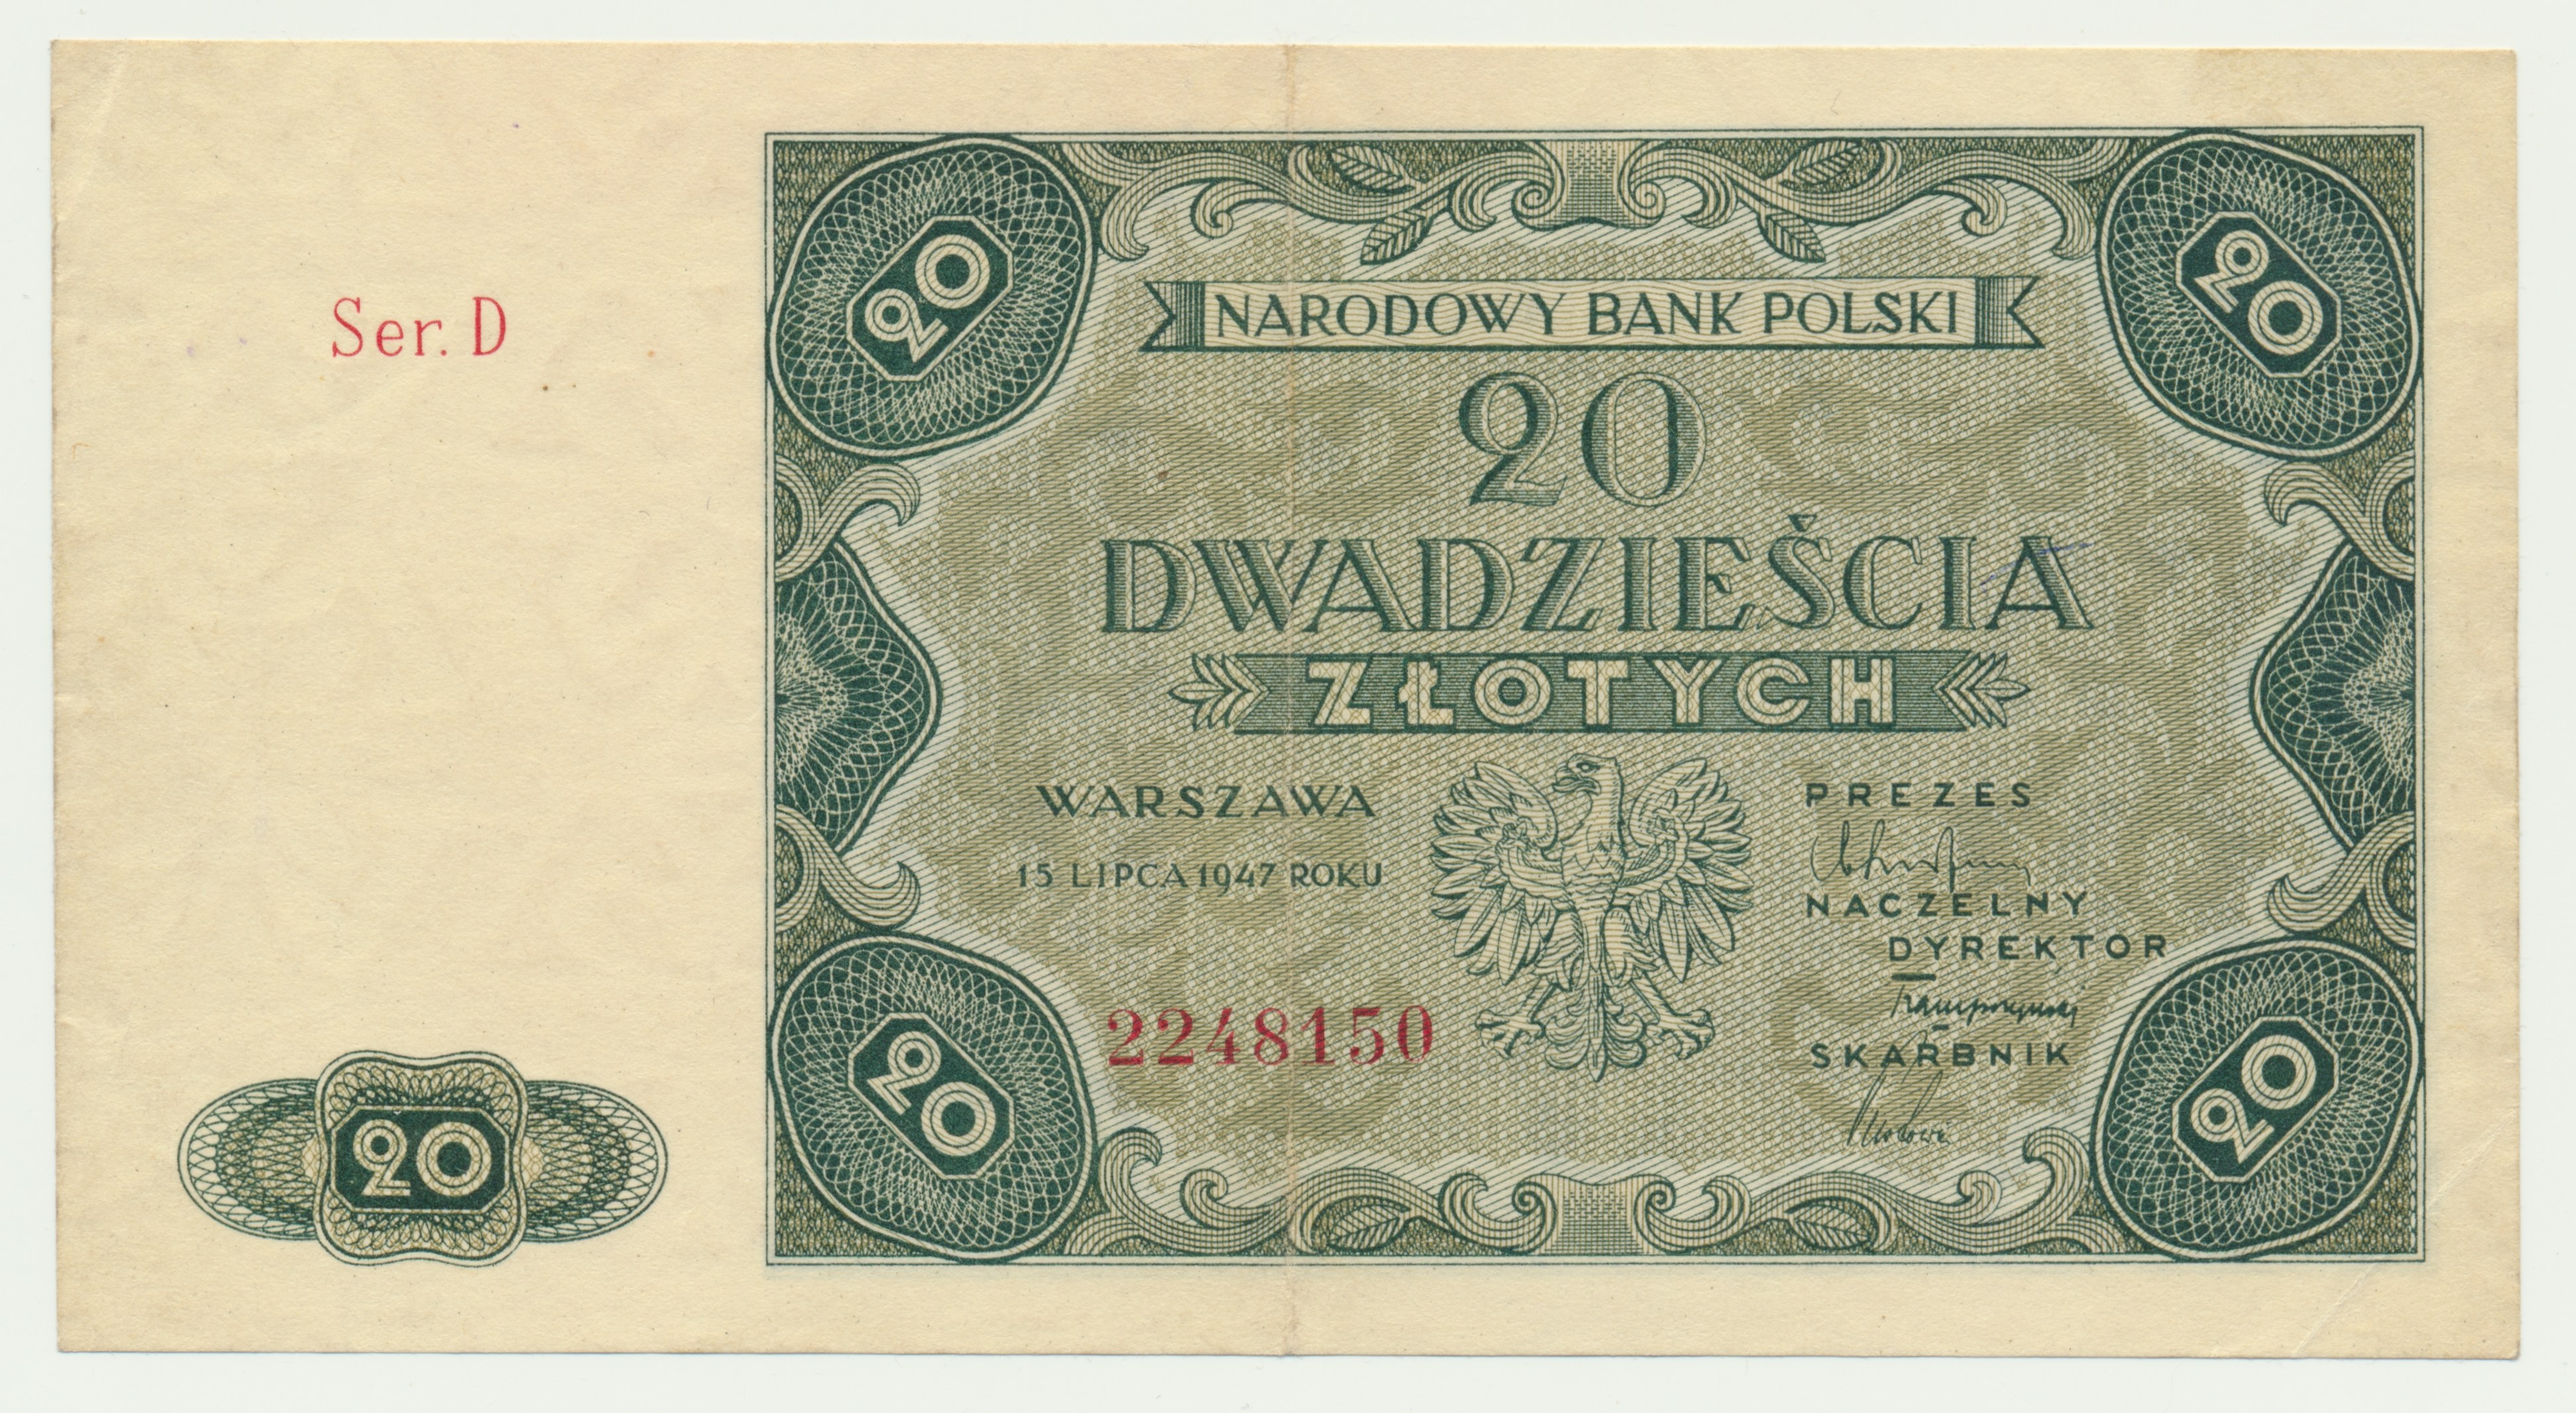 Ser. D
20
20
20
NARODOWY BANK POLSKI
20
DWADZIEŚCIA
ZŁOTYCH
WARSZAWA
15 LIPCA 1947 ROKU
2248150
PREZES
NACZELNY
DYREKTOR
SKARBNIK
20
20
20